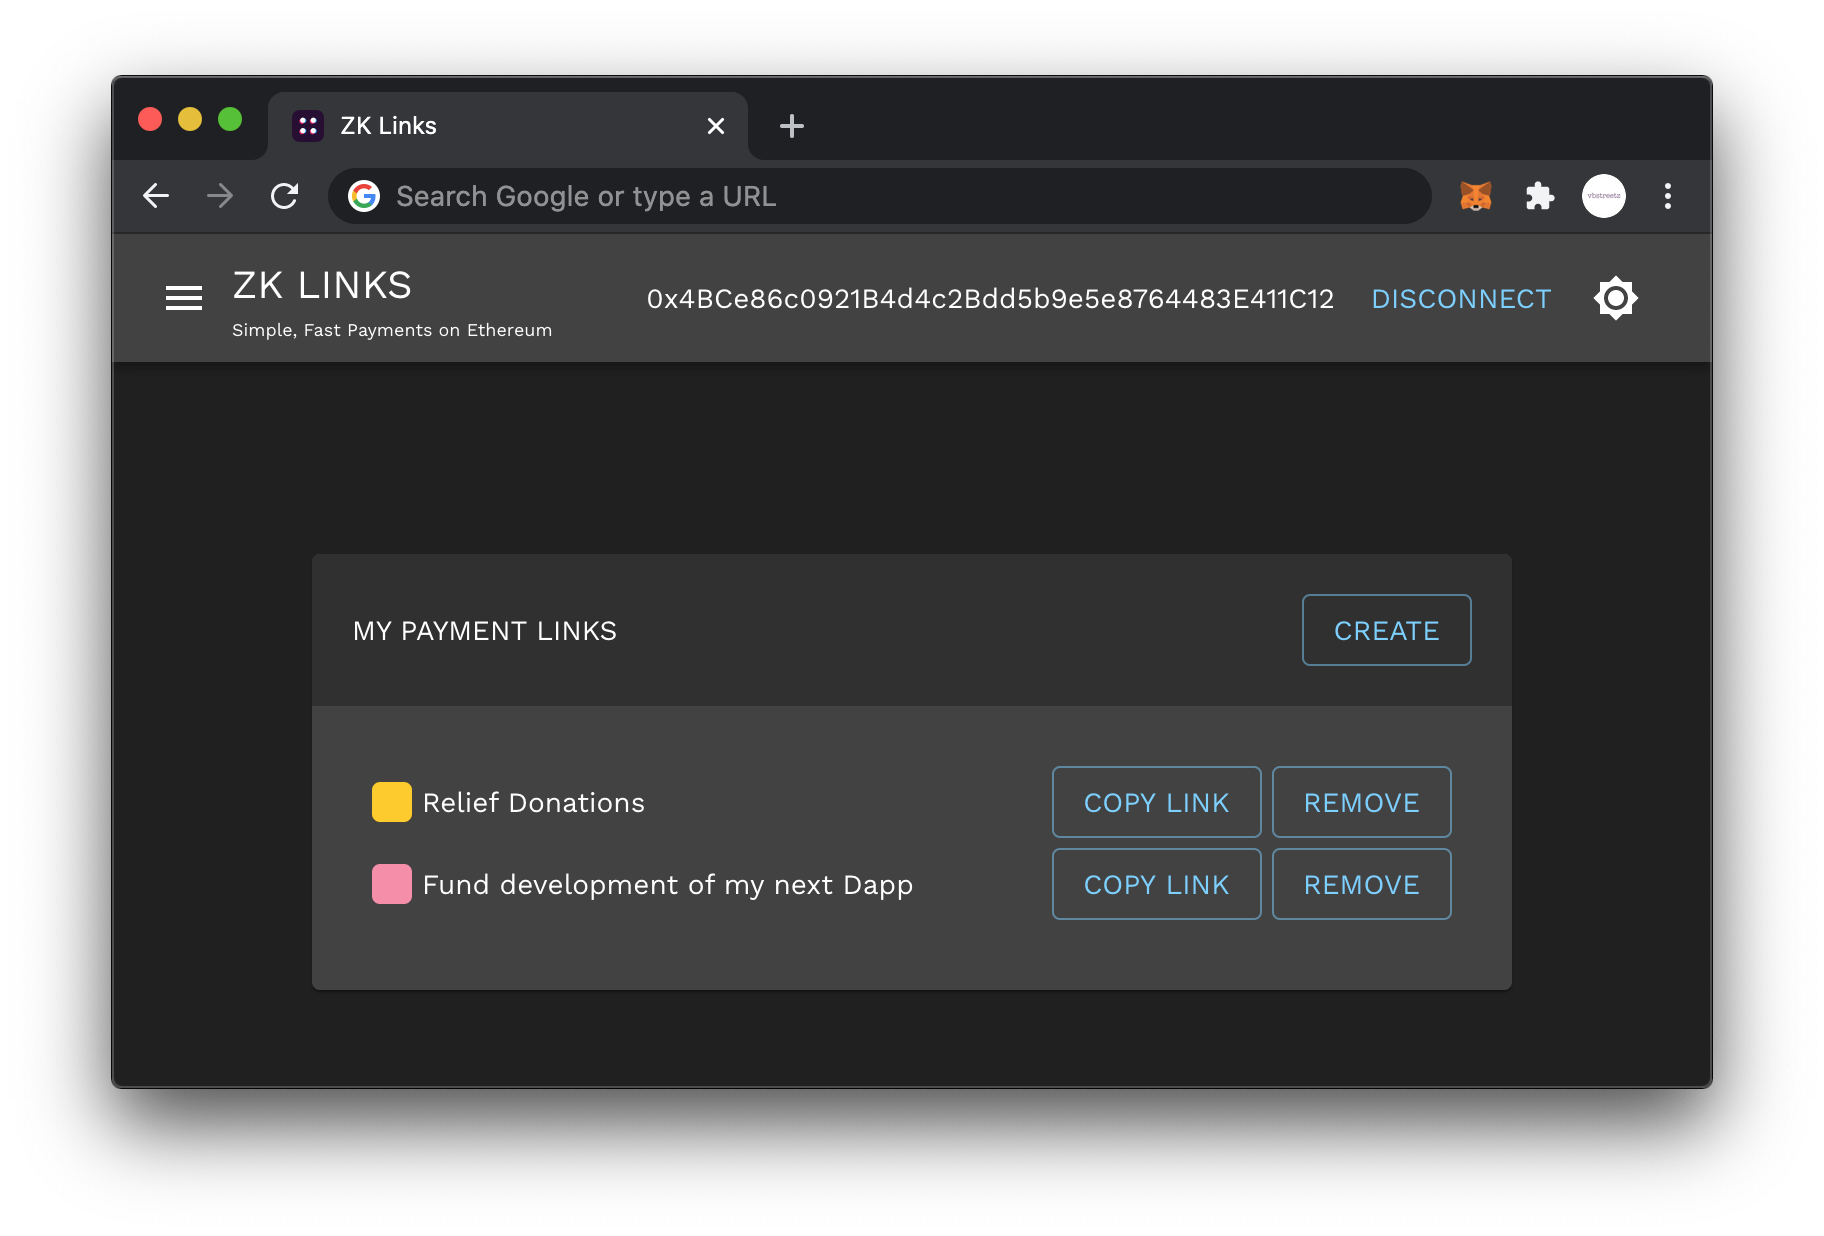 ZK Links
Search Google or type a URL
vbstreetz
ZK LINKS
Simple, Fast Payments on Ethereum
0x4BCe86c0921B4d4c2Bdd5b9e5e8764483E411C12
DISCONNECT
MY PAYMENT LINKS
CREATE
Relief Donations
COPY LINK
REMOVE
Fund development of my next Dapp
COPY LINK
REMOVE